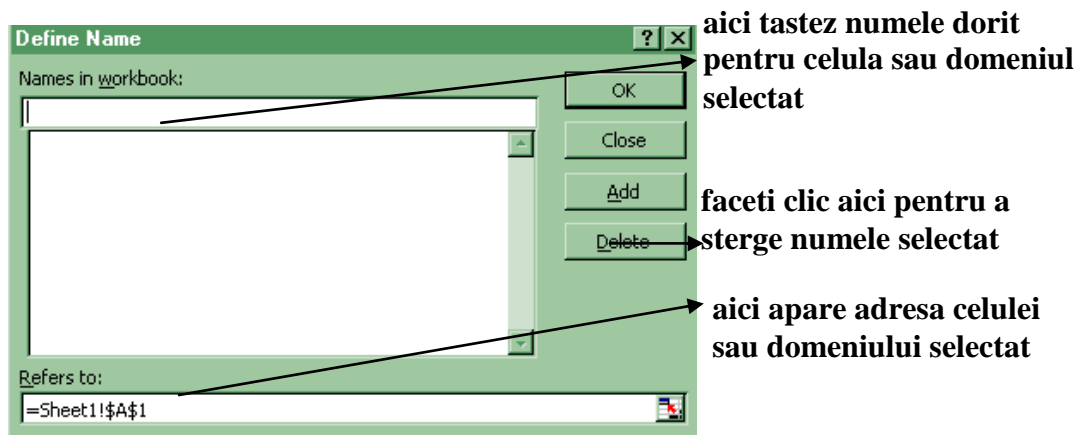 Define Name
Names in workbook:
OK
Close
Add
Delete
Refers to:
=Sheet1!$A$1
aici tastez numele dorit
pentru celula sau domeniul
selectat
faceti clic aici pentru a
sterge numele selectat
aici apare adresa celulei
sau domeniului selectat